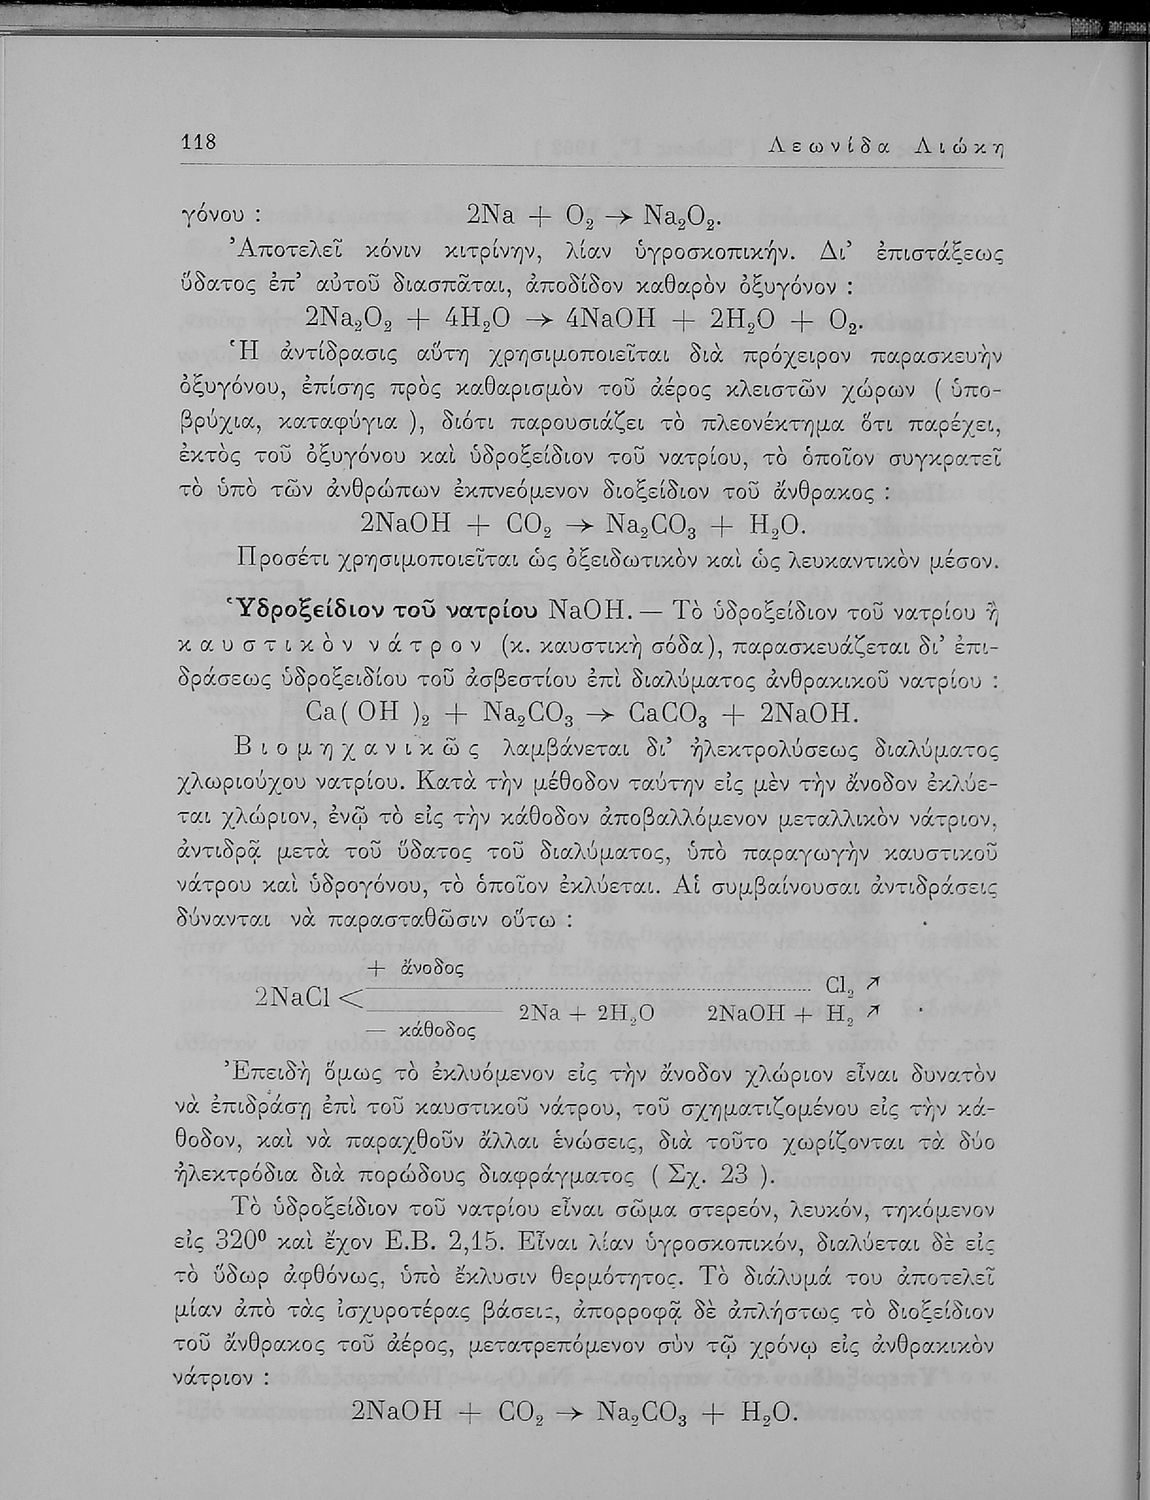 118 Λεωνίδα Λιώκη
γόνου : 2Na + O₂ → Na₂O₂.
Ἀποτελεῖ κόνιν κιτρίνην, λίαν ὑγροσκοπικήν. Δι’ ἐπιστάξεως
ὕδατος ἐπ’ αὐτοῦ διασπᾶται, ἀποδίδον καθαρὸν ὀξυγόνον :
2Na₂O₂ + 4H₂O → 4NaOH + 2H₂O + O₂.
Ἡ ἀντίδρασις αὕτη χρησιμοποιεῖται διὰ πρόχειρον παρασκευὴν
ὀξυγόνου, ἐπίσης πρὸς καθαρισμὸν τοῦ ἀέρος κλειστῶν χώρων ( ὑπο-
βρύχια, καταφύγια ), διότι παρουσιάζει τὸ πλεονέκτημα ὅτι παρέχει,
ἐκτὸς τοῦ ὀξυγόνου καὶ ὑδροξείδιον τοῦ νατρίου, τὸ ὁποῖον συγκρατεῖ
τὸ ὑπὸ τῶν ἀνθρώπων ἐκπνεόμενον διοξείδιον τοῦ ἄνθρακος :
2NaOH + CO₂ → Na₂CO₃ + H₂O.
Προσέτι χρησιμοποιεῖται ὡς ὀξειδωτικὸν καὶ ὡς λευκαντικὸν μέσον.
Ὑδροξείδιον τοῦ νατρίου NaOH. — Τὸ ὑδροξείδιον τοῦ νατρίου ἢ
καυστικὸν νάτρον (κ. καυστικὴ σόδα), παρασκευάζεται δι’ ἐπι-
δράσεως ὑδροξειδίου τοῦ ἀσβεστίου ἐπὶ διαλύματος ἀνθρακικοῦ νατρίου :
Ca( OH )₂ + Na₂CO₃ → CaCO₃ + 2NaOH.
Βιομηχανικῶς λαμβάνεται δι’ ἠλεκτρολύσεως διαλύματος
χλωριούχου νατρίου. Κατὰ τὴν μέθοδον ταύτην εἰς μὲν τὴν ἄνοδον ἐκλύε-
ται χλώριον, ἐνῷ τὸ εἰς τὴν κάθοδον ἀποβαλλόμενον μεταλλικὸν νάτριον,
ἀντιδρᾷ μετὰ τοῦ ὕδατος τοῦ διαλύματος, ὑπὸ παραγωγὴν καυστικοῦ
νάτρου καὶ ὑδρογόνου, τὸ ὁποῖον ἐκλύεται. Αἱ συμβαίνουσαι ἀντιδράσεις
δύνανται νὰ παρασταθῶσιν οὕτω :
+ ἄνοδος
2NaCl < Cl₂ ↗
2Na + 2H₂O 2NaOH + H₂ ↗
— κάθοδος
Ἐπειδὴ ὅμως τὸ ἐκλυόμενον εἰς τὴν ἄνοδον χλώριον εἶναι δυνατὸν
νὰ ἐπιδράσῃ ἐπὶ τοῦ καυστικοῦ νάτρου, τοῦ σχηματιζομένου εἰς τὴν κά-
θοδον, καὶ νὰ παραχθοῦν ἄλλαι ἑνώσεις, διὰ τοῦτο χωρίζονται τὰ δύο
ἠλεκτρόδια διὰ πορώδους διαφράγματος ( Σχ. 23 ).
Τὸ ὑδροξείδιον τοῦ νατρίου εἶναι σῶμα στερεόν, λευκόν, τηκόμενον
εἰς 320⁰ καὶ ἔχον Ε.Β. 2,15. Εἶναι λίαν ὑγροσκοπικόν, διαλύεται δὲ εἰς
τὸ ὕδωρ ἀφθόνως, ὑπὸ ἔκλυσιν θερμότητος. Τὸ διάλυμά του ἀποτελεῖ
μίαν ἀπὸ τὰς ἰσχυροτέρας βάσεις, ἀπορροφᾷ δὲ ἀπλήστως τὸ διοξείδιον
τοῦ ἄνθρακος τοῦ ἀέρος, μετατρεπόμενον σὺν τῷ χρόνῳ εἰς ἀνθρακικὸν
νάτριον :
2NaOH + CO₂ → Na₂CO₃ + H₂O.